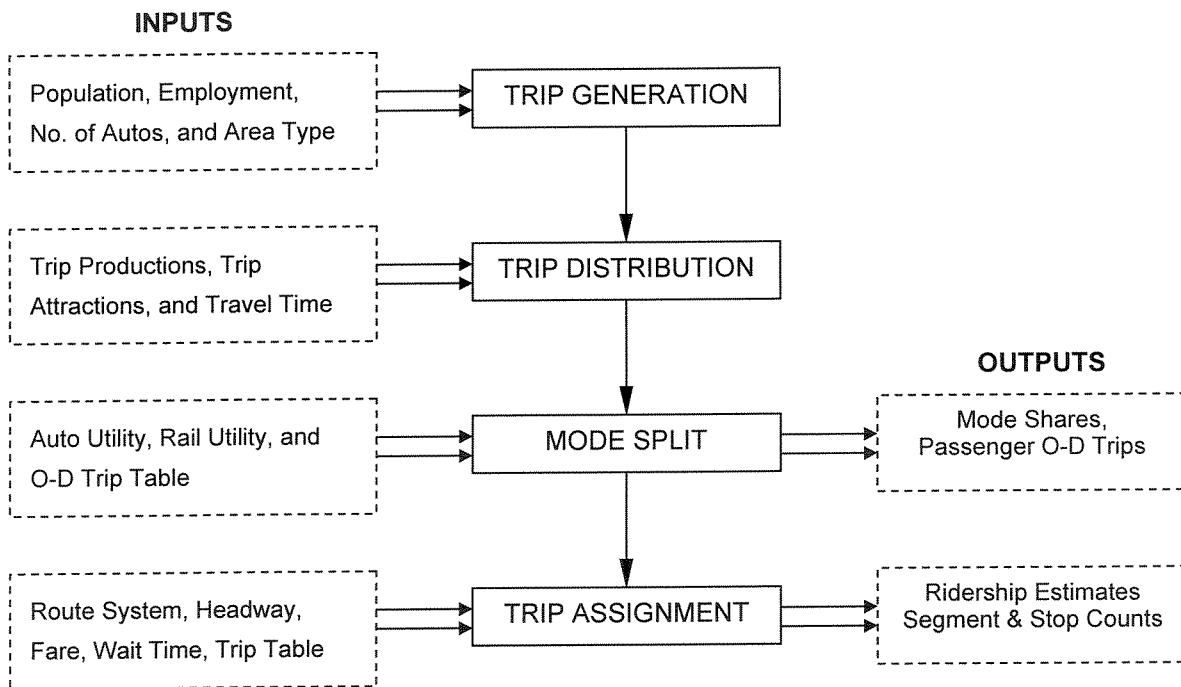 INPUTS
Population, Employment,
No. of Autos, and Area Type
TRIP GENERATION
Trip Productions, Trip
Attractions, and Travel Time
TRIP DISTRIBUTION
OUTPUTS
Auto Utility, Rail Utility, and
O-D Trip Table
MODE SPLIT
Mode Shares,
Passenger O-D Trips
Route System, Headway,
Fare, Wait Time, Trip Table
TRIP ASSIGNMENT
Ridership Estimates
Segment & Stop Counts